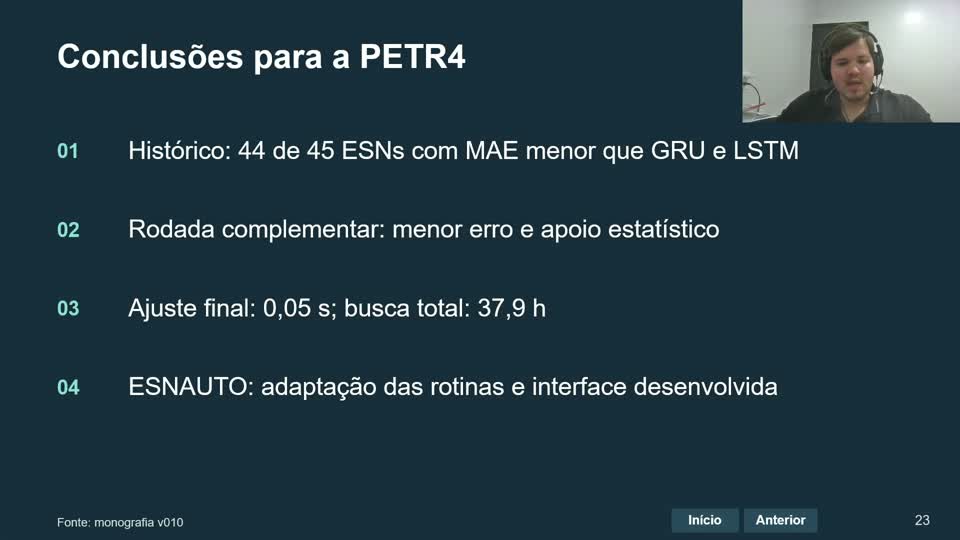 Conclusões para a PETR4
01 Histórico: 44 de 45 ESNs com MAE menor que GRU e LSTM
02 Rodada complementar: menor erro e apoio estatístico
03 Ajuste final: 0,05 s; busca total: 37,9 h
04 ESNAUTO: adaptação das rotinas e interface desenvolvida
Fonte: monografia v010
Início Anterior 23